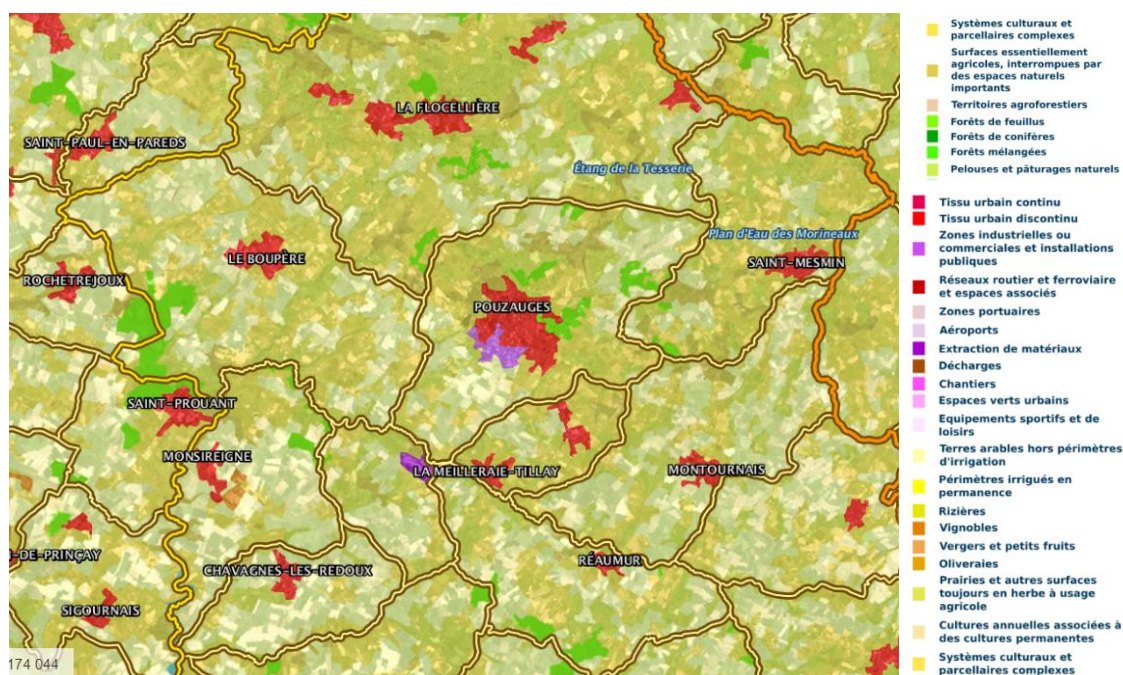 LA FLOCELLIÈRE
SAINT-PAUL-EN-PAREDS
Étang de la Tesserie
Plan d'Eau des Morineaux
LE BOUPÈRE
SAINT-MESMIN
ROCHETREJOUX
POUZAUGES
SAINT-PROUANT
MONSIREIGNE
LA MEILLERAIE-TILLAY
MONTOURNAIS
-DE-PRINÇAY
RÉAUMUR
CHAVAGNES-LES-REDOUX
SIGOURNAIS
174 044
Systèmes culturaux et
parcellaires complexes
Surfaces essentiellement
agricoles, interrompues par
des espaces naturels
importants
Territoires agroforestiers
Forêts de feuillus
Forêts de conifères
Forêts mélangées
Pelouses et pâturages naturels
Tissu urbain continu
Tissu urbain discontinu
Zones industrielles ou
commerciales et installations
publiques
Réseaux routier et ferroviaire
et espaces associés
Zones portuaires
Aéroports
Extraction de matériaux
Décharges
Chantiers
Espaces verts urbains
Equipements sportifs et de
loisirs
Terres arables hors périmètres
d'irrigation
Périmètres irrigués en
permanence
Rizières
Vignobles
Vergers et petits fruits
Oliveraies
Prairies et autres surfaces
toujours en herbe à usage
agricole
Cultures annuelles associées à
des cultures permanentes
Systèmes culturaux et
parcellaires complexes